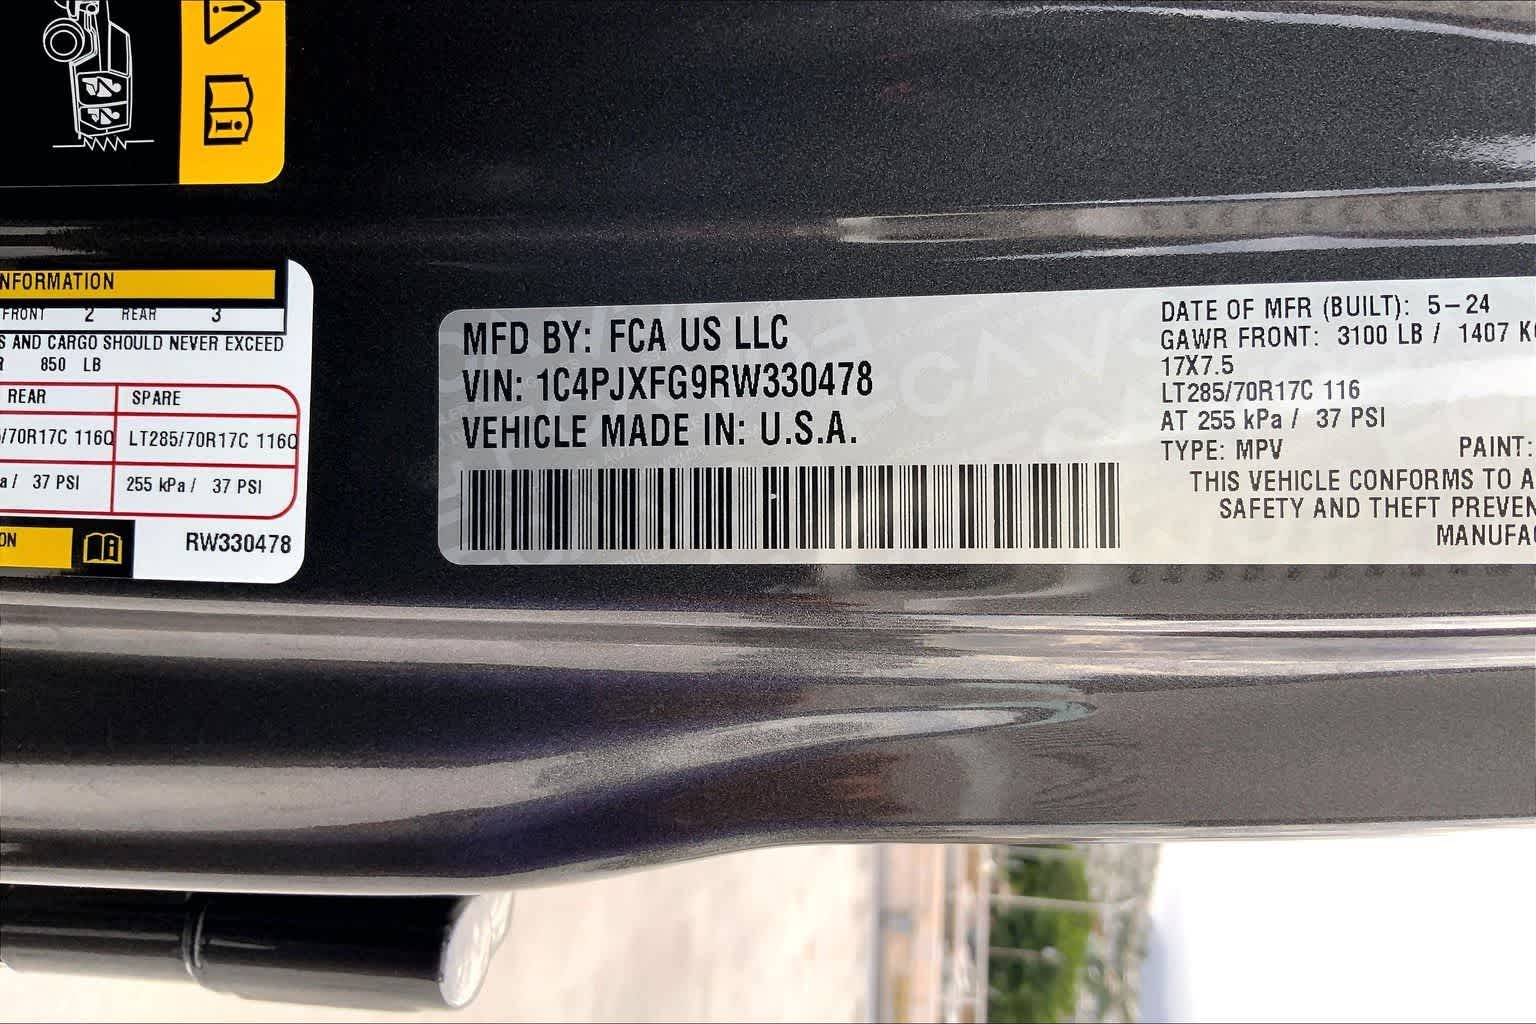 NFORMATION
FRONT 2 REAR 3
S AND CARGO SHOULD NEVER EXCEED
R 850 LB
REAR SPARE
/70R17C 116Q LT285/70R17C 116Q
a / 37 PSI 255 kPa / 37 PSI
ON
RW330478
MFD BY: FCA US LLC
VIN: 1C4PJXFG9RW330478
VEHICLE MADE IN: U.S.A.
DATE OF MFR (BUILT): 5-24
GAWR FRONT: 3100 LB / 1407 K
17X7.5
LT285/70R17C 116
AT 255 kPa / 37 PSI
TYPE: MPV PAINT:
THIS VEHICLE CONFORMS TO A
SAFETY AND THEFT PREVEN
MANUFAC